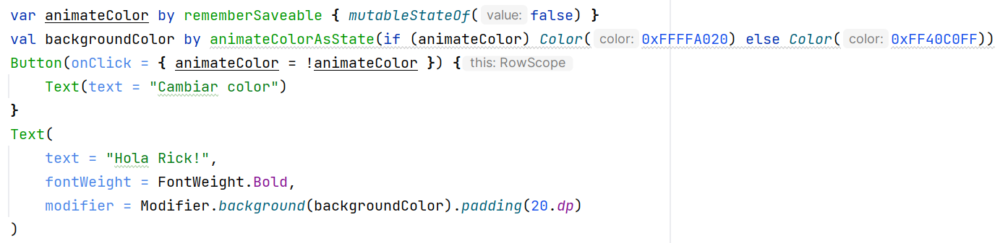 var animateColor by rememberSaveable { mutableStateOf( value: false) }
val backgroundColor by animateColorAsState(if (animateColor) Color( color: 0xFFFFA020) else Color( color: 0xFF40C0FF))
Button(onClick = { animateColor = !animateColor }) { this: RowScope
    Text(text = "Cambiar color")
}
Text(
    text = "Hola Rick!",
    fontWeight = FontWeight.Bold,
    modifier = Modifier.background(backgroundColor).padding(20.dp)
)